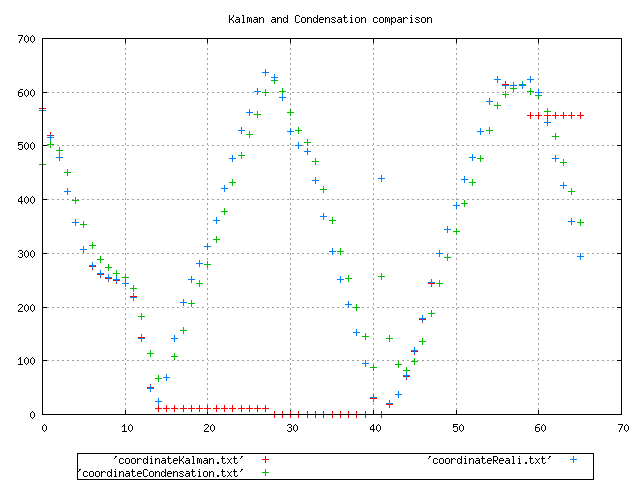 Kalman and Condensation comparison
700
600
500
400
300
200
100
0
0 10 20 30 40 50 60 70
'coordinateKalman.txt' 'coordinateReali.txt'
'coordinateCondensation.txt'